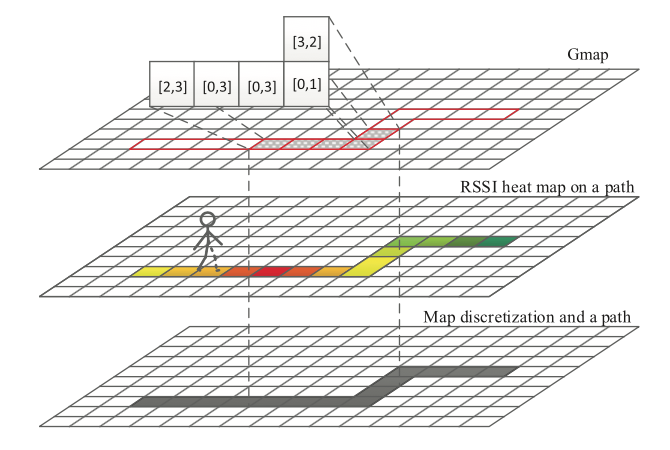 [3,2]
Gmap
[2,3] [0,3] [0,3] [0,1]
RSSI heat map on a path
Map discretization and a path